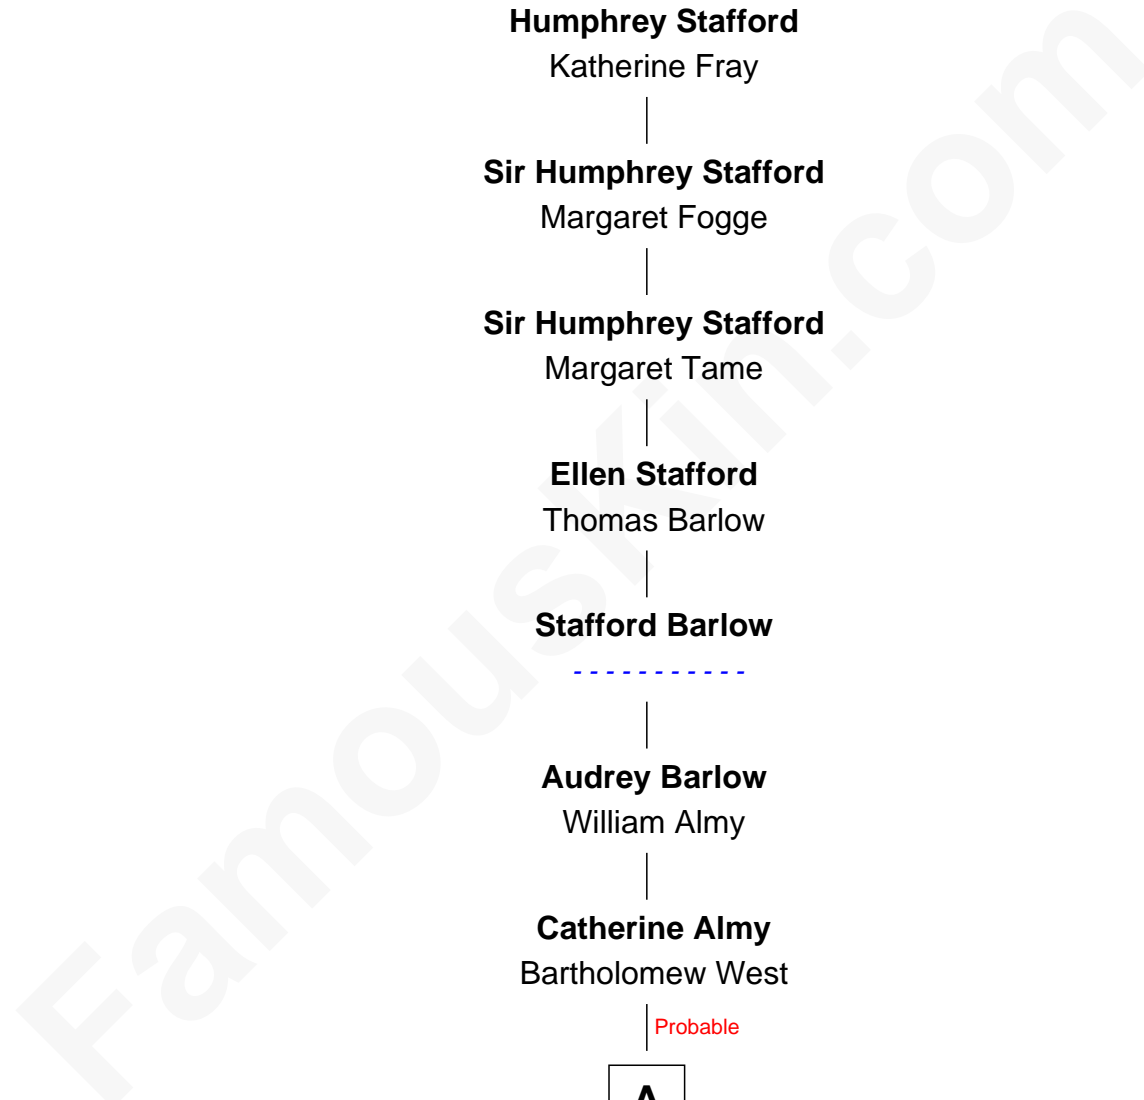 Humphrey Stafford
Katherine Fray
Sir Humphrey Stafford
Margaret Fogge
Sir Humphrey Stafford
Margaret Tame
Ellen Stafford
Thomas Barlow
Stafford Barlow
- - - - - - - - - - -
Audrey Barlow
William Almy
Catherine Almy
Bartholomew West
Probable
A
FamousKin.com